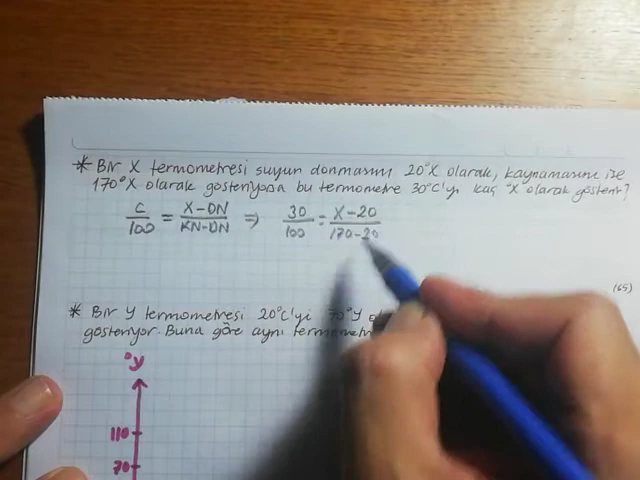 * Bir X termometresi suyun donmasını 20°X olarak, kaynamasını ise
170°X olarak gösteriyorsa bu termometre 30°C'yi kaç °X olarak gösterir?
C/100 = X-DN/KN-DN ⇒ 30/100 = X-20/170-20
(65)
* Bir Y termometresi 20°C'yi 70°Y
gösteriyor. Buna göre aynı
°Y
110
70